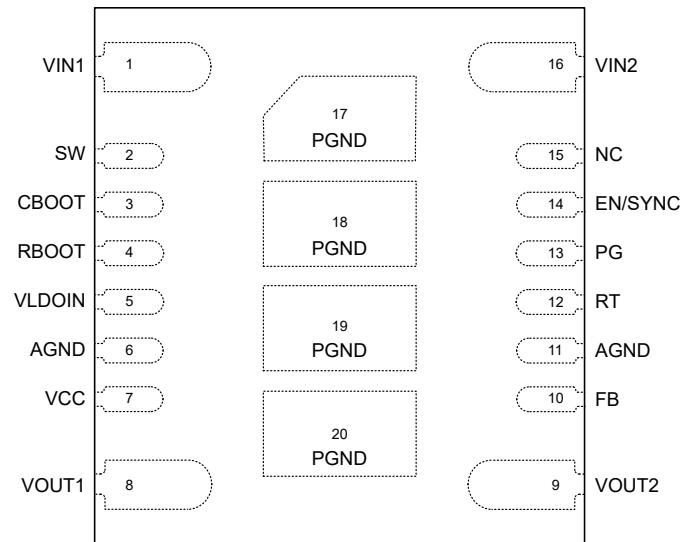 VIN1 1 16 VIN2
17
PGND
SW 2 15 NC
CBOOT 3 14 EN/SYNC
18
PGND
RBOOT 4 13 PG
VLDOIN 5 12 RT
19
PGND
AGND 6 11 AGND
VCC 7 10 FB
20
PGND
VOUT1 8 9 VOUT2